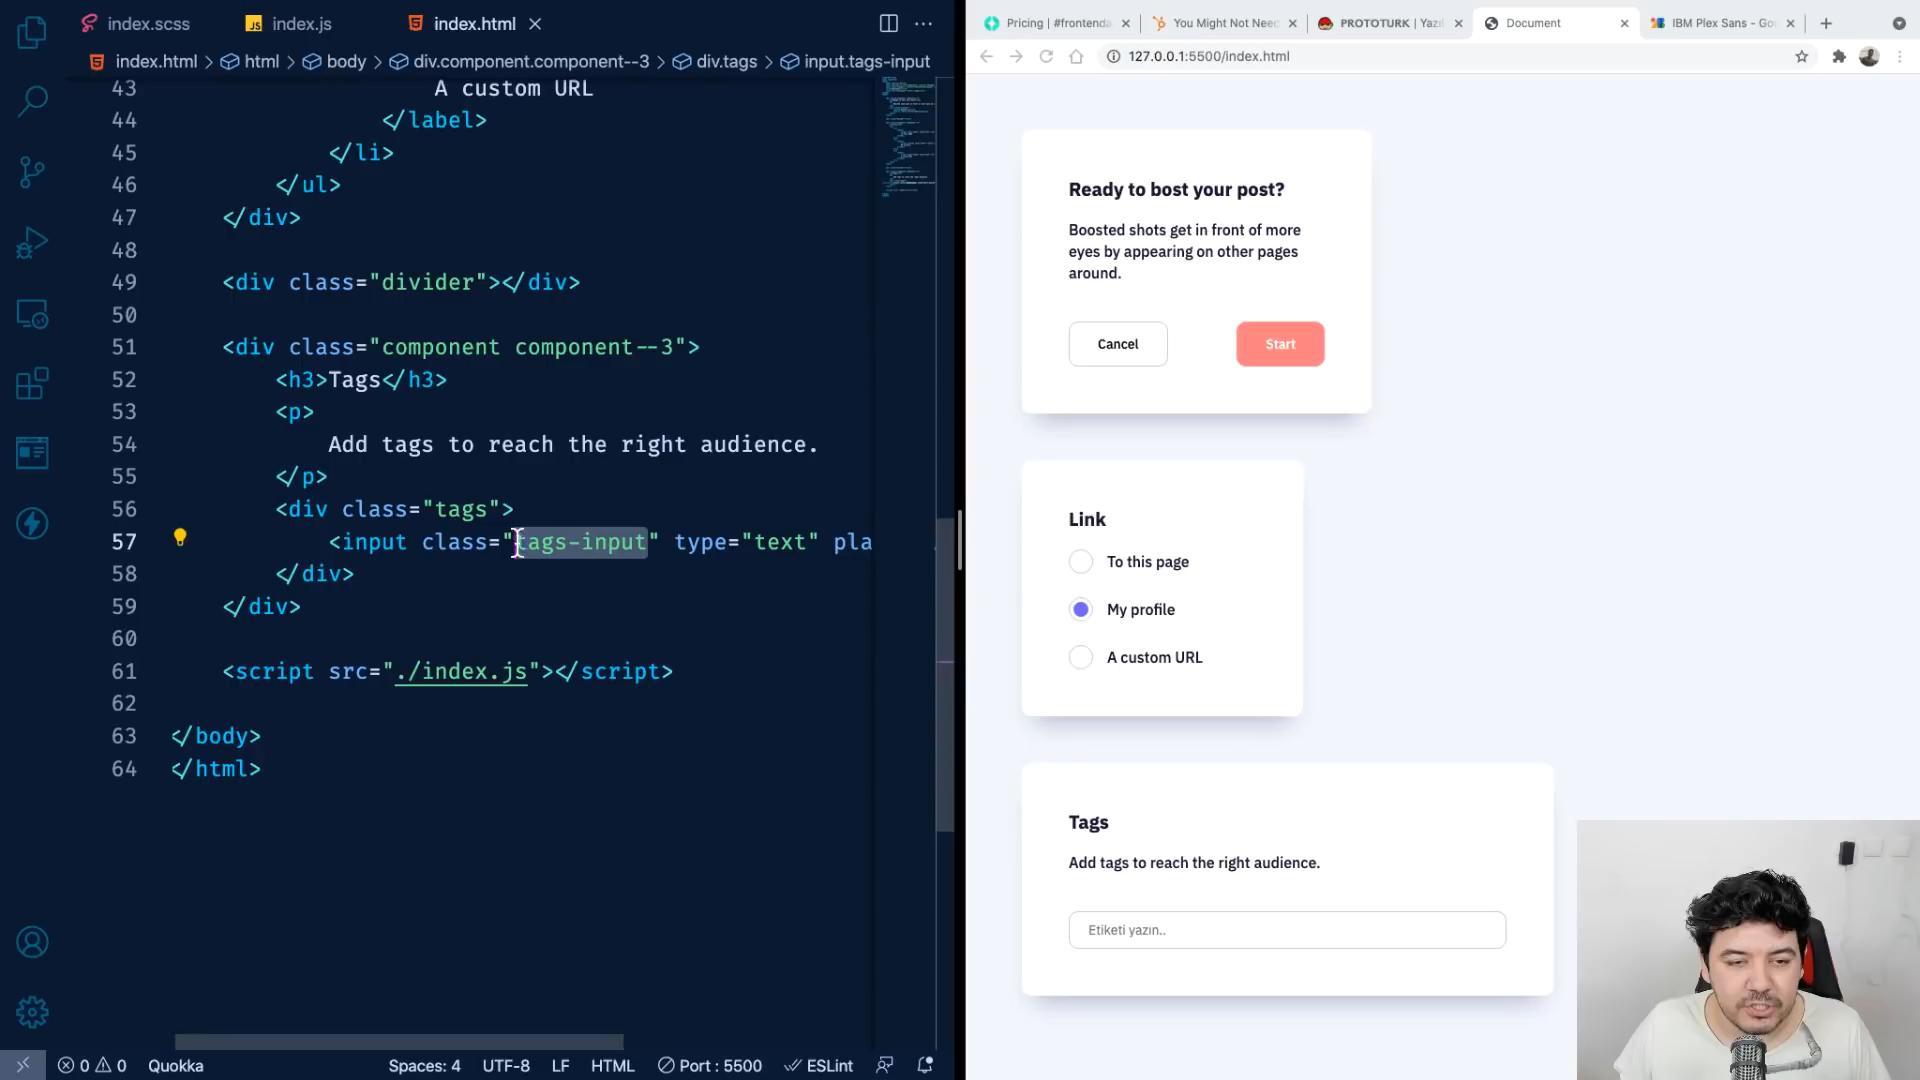 index.scss
index.js
index.html
index.html > html > body > div.component.component--3 > div.tags > input.tags-input
43 A custom URL
44 </label>
45 </li>
46 </ul>
47 </div>
48
49 <div class="divider"></div>
50
51 <div class="component component--3">
52 <h3>Tags</h3>
53 <p>
54 Add tags to reach the right audience.
55 </p>
56 <div class="tags">
57 <input class="tags-input" type="text" pla
58 </div>
59 </div>
60
61 <script src="./index.js"></script>
62
63 </body>
64 </html>
0 0 Quokka Spaces: 4 UTF-8 LF HTML Port : 5500 ESLint
Pricing | #frontenda
You Might Not Need
PROTOTURK | Yazıl
Document
IBM Plex Sans - Goo
127.0.0.1:5500/index.html
Ready to bost your post?
Boosted shots get in front of more
eyes by appearing on other pages
around.
Cancel
Start
Link
To this page
My profile
A custom URL
Tags
Add tags to reach the right audience.
Etiketi yazın..